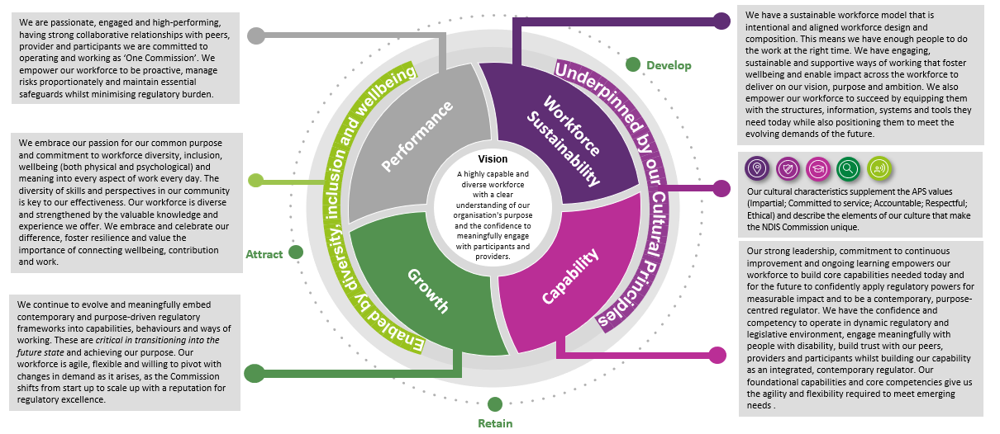 We are passionate, engaged and high-performing,
having strong collaborative relationships with peers,
provider and participants we are committed to
operating and working as ‘One Commission’. We
empower our workforce to be proactive, manage
risks proportionately and maintain essential
safeguards whilst minimising regulatory burden.
We embrace our passion for our common purpose
and commitment to workforce diversity, inclusion,
wellbeing (both physical and psychological) and
meaning into every aspect of work every day. The
diversity of skills and perspectives in our community
is key to our effectiveness. Our workforce is diverse
and strengthened by the valuable knowledge and
experience we offer. We embrace and celebrate our
difference, foster resilience and value the
importance of connecting wellbeing, contribution
and work.
We continue to evolve and meaningfully embed
contemporary and purpose-driven regulatory
frameworks into capabilities, behaviours and ways of
working. These are critical in transitioning into the
future state and achieving our purpose. Our
workforce is agile, flexible and willing to pivot with
changes in demand as it arises, as the Commission
shifts from start up to scale up with a reputation for
regulatory excellence.
Attract
Develop
Retain
Enabled by diversity, inclusion and wellbeing
Underpinned by our Cultural Principles
Performance
Workforce
Sustainability
Growth
Capability
Vision
A highly capable and
diverse workforce
with a clear
understanding of our
organisation's purpose
and the confidence to
meaningfully engage
with participants and
providers.
We have a sustainable workforce model that is
intentional and aligned workforce design and
composition. This means we have enough people to do
the work at the right time. We have engaging,
sustainable and supportive ways of working that foster
wellbeing and enable impact across the workforce to
deliver on our vision, purpose and ambition. We also
empower our workforce to succeed by equipping them
with the structures, information, systems and tools they
need today while also positioning them to meet the
evolving demands of the future.
Our cultural characteristics supplement the APS values
(Impartial; Committed to service; Accountable; Respectful;
Ethical) and describe the elements of our culture that make
the NDIS Commission unique.
Our strong leadership, commitment to continuous
improvement and ongoing learning empowers our
workforce to build core capabilities needed today and
for the future to confidently apply regulatory powers for
measurable impact and to be a contemporary, purpose-
centred regulator. We have the confidence and
competency to operate in dynamic regulatory and
legislative environment, engage meaningfully with
people with disability, build trust with our peers,
providers and participants whilst building our capability
as an integrated, contemporary regulator. Our
foundational capabilities and core competencies give us
the agility and flexibility required to meet emerging
needs .